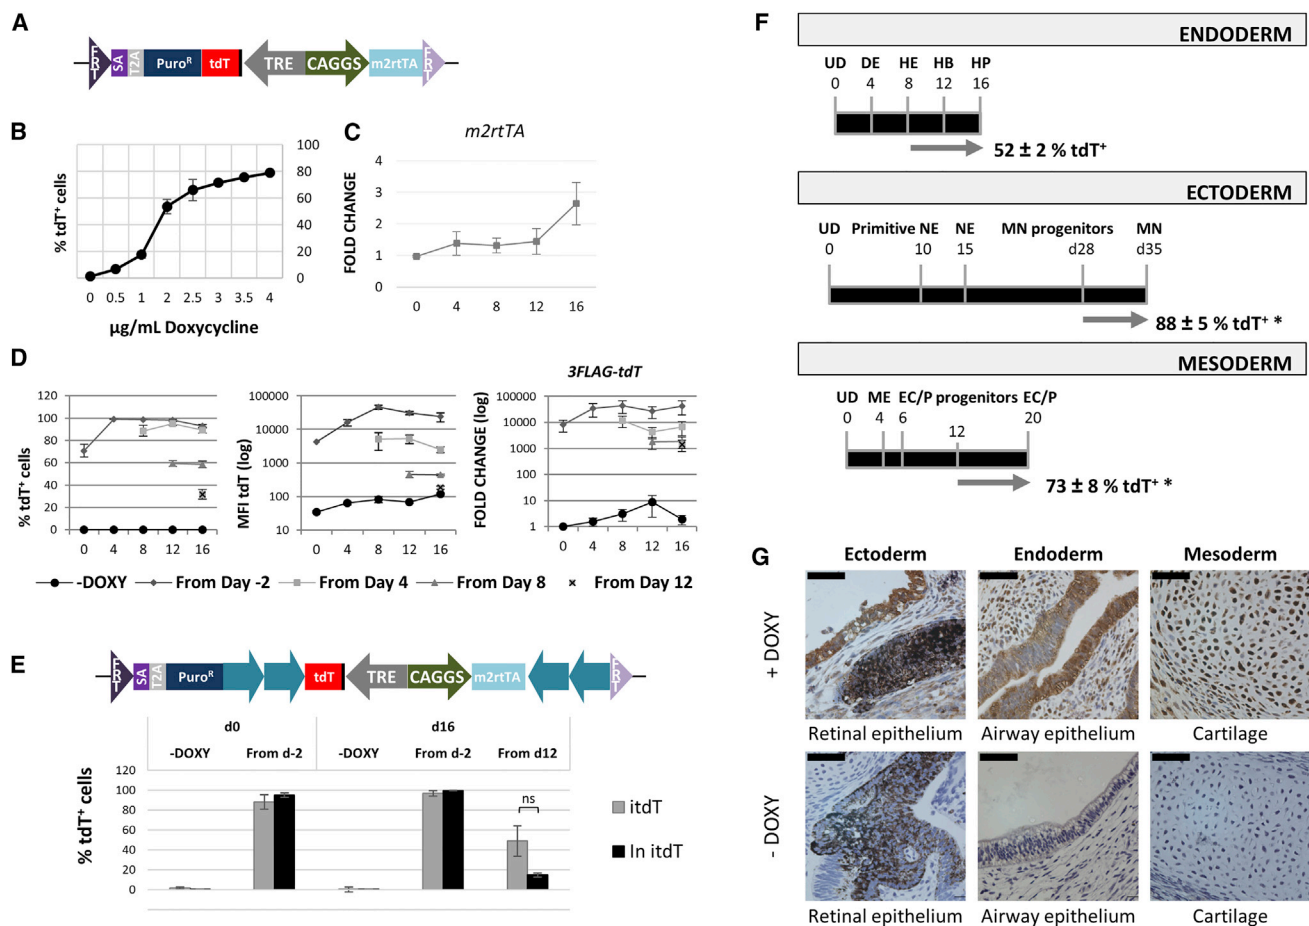 A
FRT SA T2A Puro^R tdT TRE CAGGS m2rtTA FRT
B
% tdT⁺ cells
100
80
60
40
20
0
0 0.5 1 2 2.5 3 3.5 4
µg/mL Doxycycline
C
m2rtTA
FOLD CHANGE
4
3
2
1
0
0 4 8 12 16
D
% tdT⁺ cells
120
100
80
60
40
20
0
0 4 8 12 16
MFI tdT (log)
100000
10000
1000
100
10
0 4 8 12 16
3FLAG-tdT
FOLD CHANGE (log)
100000
10000
1000
100
10
1
0 4 8 12 16
-DOXY From Day -2 From Day 4 From Day 8 From Day 12
E
FRT SA T2A Puro^R tdT TRE CAGGS m2rtTA FRT
d0 d16
-DOXY From d-2 -DOXY From d-2 From d12
% tdT⁺ cells
120
100
80
60
40
20
0
ns
itdT
In itdT
F
ENDODERM
UD DE HE HB HP
0 4 8 12 16
52 ± 2 % tdT⁺
ECTODERM
UD Primitive NE NE MN progenitors MN
0 10 15 d28 d35
88 ± 5 % tdT⁺ *
MESODERM
UD ME EC/P progenitors EC/P
0 4 6 12 20
73 ± 8 % tdT⁺ *
G
Ectoderm Endoderm Mesoderm
+ DOXY
Retinal epithelium Airway epithelium Cartilage
- DOXY
Retinal epithelium Airway epithelium Cartilage